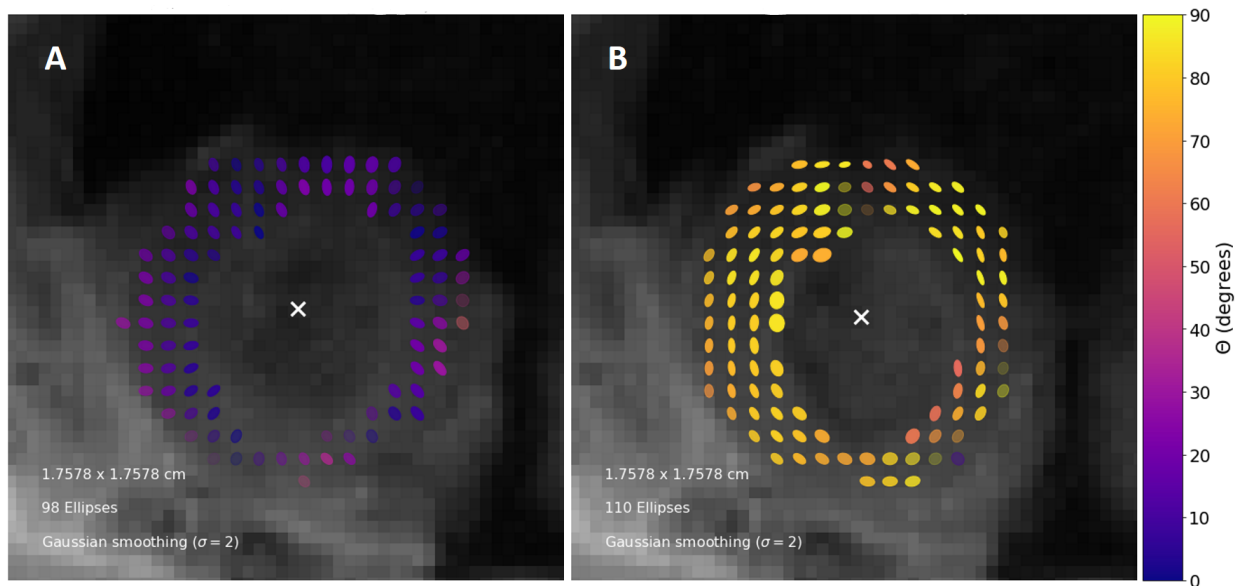 A
B
1.7578 x 1.7578 cm
98 Ellipses
Gaussian smoothing (σ = 2)
1.7578 x 1.7578 cm
110 Ellipses
Gaussian smoothing (σ = 2)
90
80
70
60
50
40
30
20
10
0
Θ (degrees)